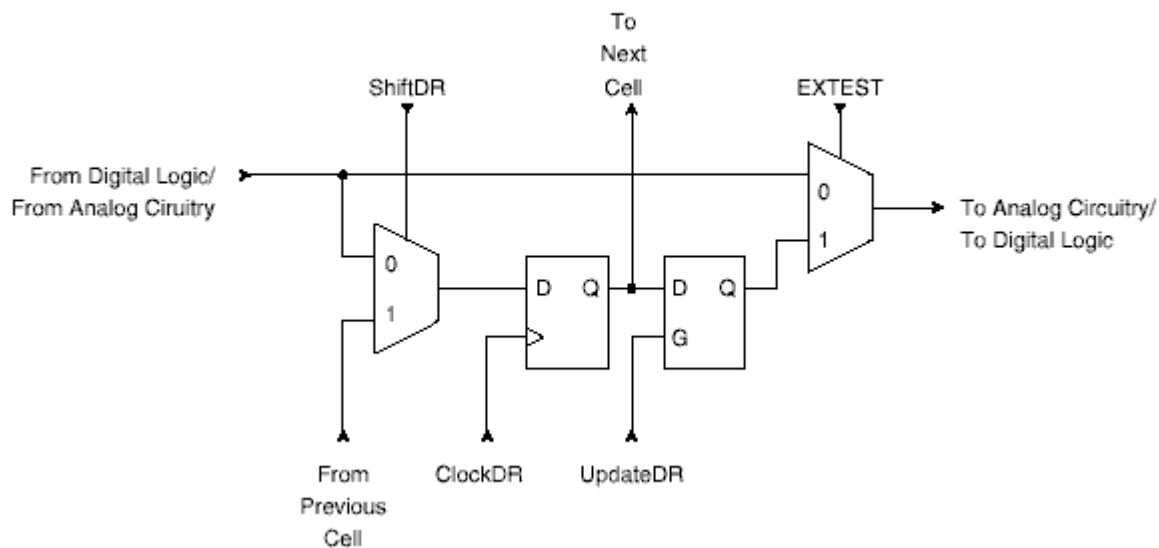 To
Next
Cell
ShiftDR
EXTEST
From Digital Logic/
From Analog Ciruitry
0
To Analog Circuitry/
To Digital Logic
1
0
1
D Q
D Q
G
From
Previous
Cell
ClockDR
UpdateDR